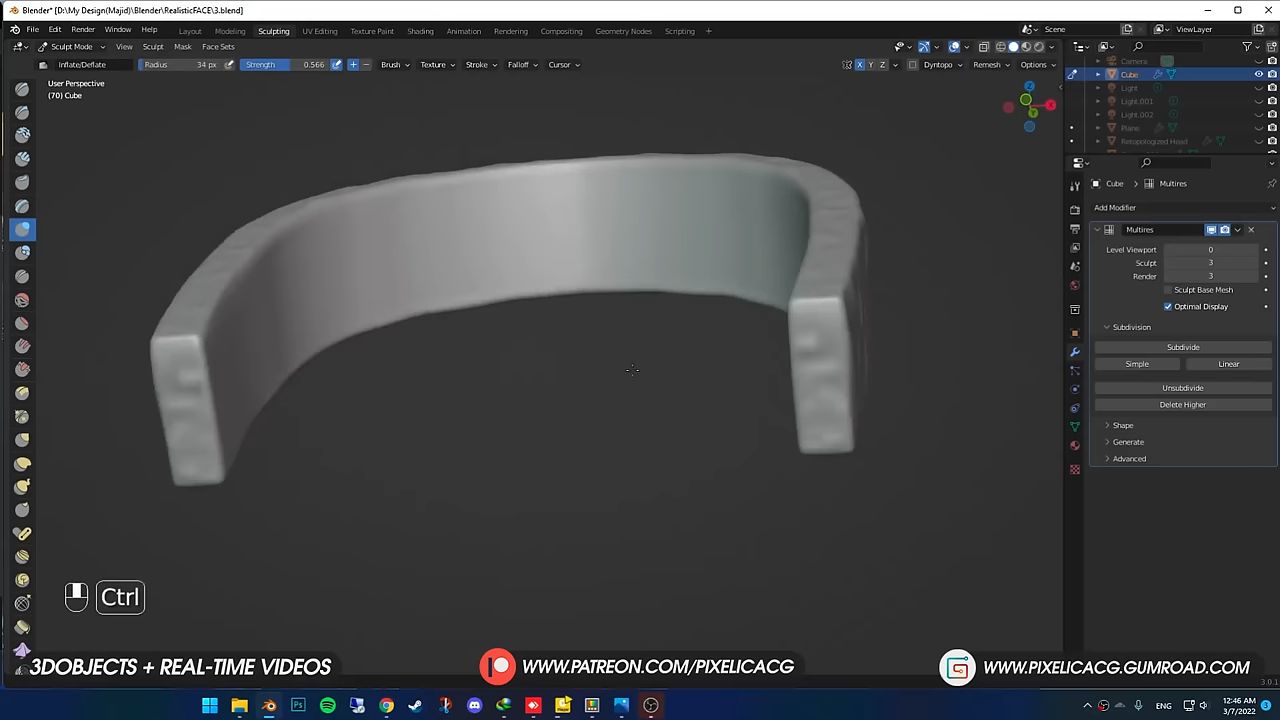 Blender* [D:\My Design(Majid)\Blender\RealisticFACE\3.blend]
File Edit Render Window Help Layout Modeling Sculpting UV Editing Texture Paint Shading Animation Rendering Compositing Geometry Nodes Scripting + Scene ViewLayer
Sculpt Mode View Sculpt Mask Face Sets
Inflate/Deflate Radius 34 px Strength 0.566 + − Brush Texture Stroke Falloff Cursor X Y Z Dyntopo Remesh Options
User Perspective
(70) Cube
Camera
Cube
Light
Light.001
Light.002
Plane
Retopologized Head
Z
X
Y
Cube > Multires
Add Modifier
Multires
Level Viewport 0
Sculpt 3
Render 3
Sculpt Base Mesh
Optimal Display
Subdivision
Subdivide
Simple Linear
Unsubdivide
Delete Higher
Shape
Generate
Advanced
Ctrl
3DOBJECTS + REAL-TIME VIDEOS WWW.PATREON.COM/PIXELICACG WWW.PIXELICACG.GUMROAD.COM
3.0.1
Ps ENG 12:46 AM
3/7/2022